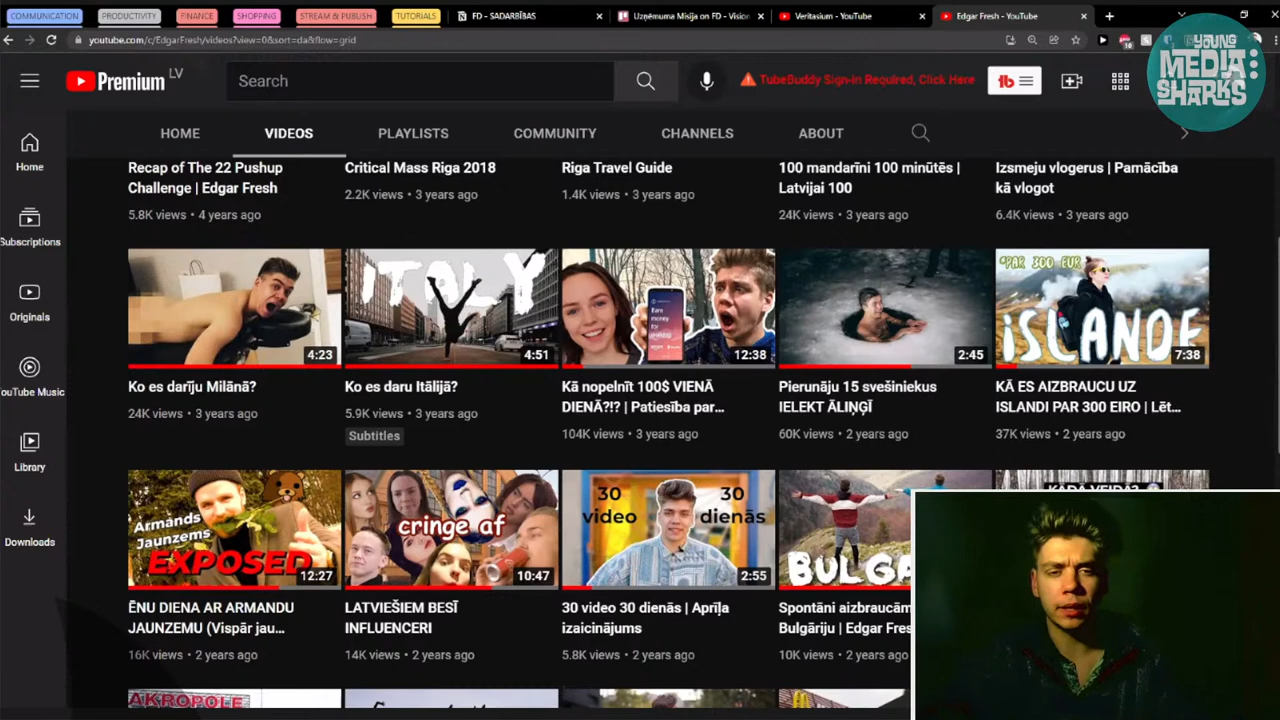 COMMUNICATION
PRODUCTIVITY
FINANCE
SHOPPING
STREAM & PUBLISH
TUTORIALS
FD - SADARBĪBAS
Uzņēmuma Misija on FD - Vision
Veritasium - YouTube
Edgar Fresh - YouTube
youtube.com/c/EdgarFresh/videos?view=0&sort=da&flow=grid
YOUNG
MEDIA
SHARKS
Premium LV
Search
TubeBuddy Sign-In Required, Click Here
tb
HOME
VIDEOS
PLAYLISTS
COMMUNITY
CHANNELS
ABOUT
Home
Subscriptions
Originals
ouTube Music
Library
Downloads
Recap of The 22 Pushup
Challenge | Edgar Fresh
5.8K views • 4 years ago
Critical Mass Riga 2018
2.2K views • 3 years ago
Riga Travel Guide
1.4K views • 3 years ago
100 mandarīni 100 minūtēs |
Latvijai 100
24K views • 3 years ago
Izsmeju vlogerus | Pamācība
kā vlogot
6.4K views • 3 years ago
4:23
Ko es darīju Milānā?
24K views • 3 years ago
ITALY
4:51
Ko es daru Itālijā?
5.9K views • 3 years ago
Subtitles
Earn
money
for
12:38
Kā nopelnīt 100$ VIENĀ
DIENĀ?!? | Patiesība par...
104K views • 3 years ago
2:45
Pierunāju 15 svešiniekus
IELEKT ĀLIŅĢĪ
60K views • 2 years ago
*PAR 300 EUR
ISLANDE
7:38
KĀ ES AIZBRAUCU UZ
ISLANDI PAR 300 EIRO | Lēt...
37K views • 2 years ago
Armands
Jaunzems
EXPOSED
12:27
ĒNU DIENA AR ARMANDU
JAUNZEMU (Vispār jau...
16K views • 2 years ago
cringe af
10:47
LATVIEŠIEM BESĪ
INFLUENCERI
14K views • 2 years ago
30 video
30 dienās
2:55
30 video 30 dienās | Aprīļa
izaicinājums
5.8K views • 2 years ago
BULGA
Spontāni aizbraucām
Bulgāriju | Edgar Fres
10K views • 2 years ago
KĀDĀ VEIDĀ?
AKROPOLE